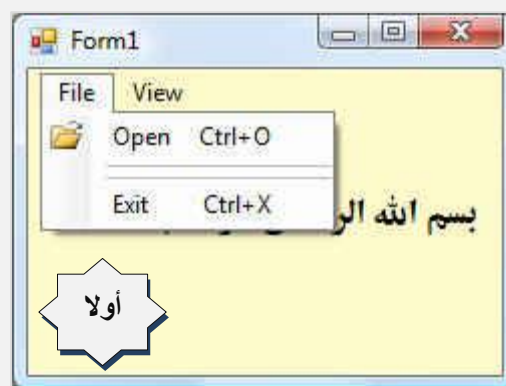 Form1
File View
Open Ctrl+O
Exit Ctrl+X
بسم الله
أولا